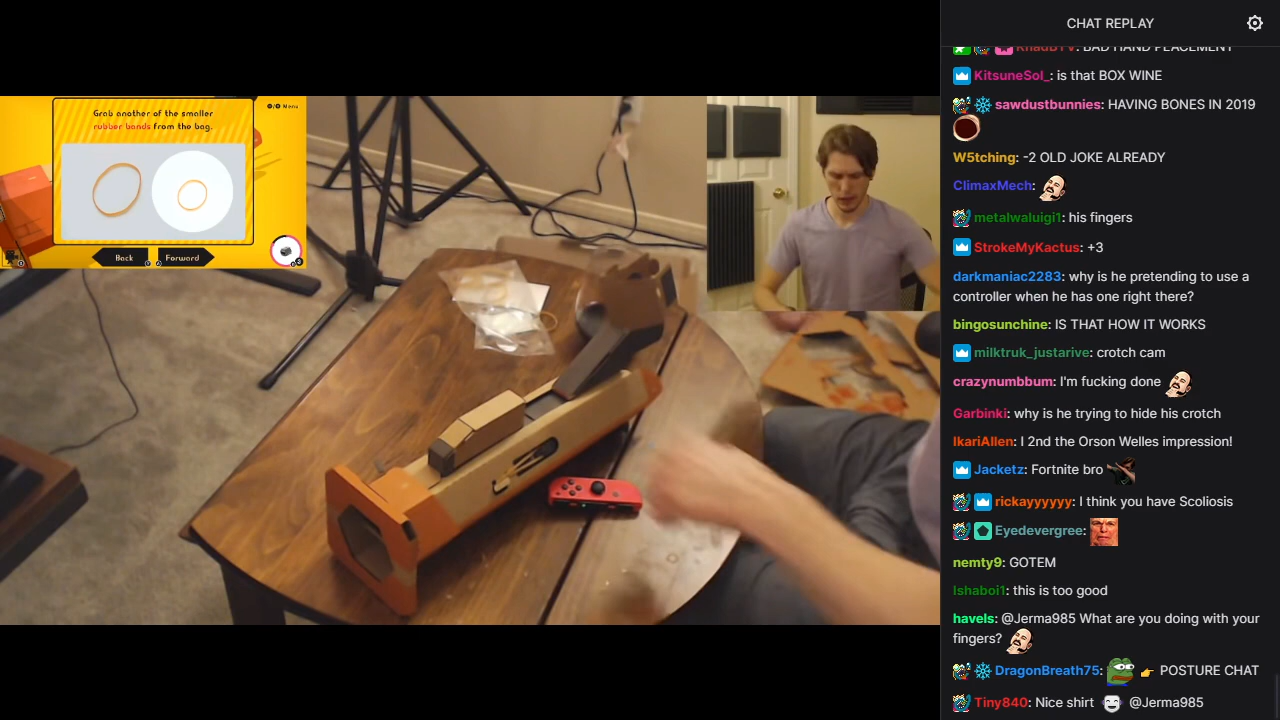 Grab another of the smaller
rubber bands from the bag.
Menu
Back
Forward
CHAT REPLAY
KhadBTV: BAD HAND PLACEMENT
KitsuneSol_: is that BOX WINE
sawdustbunnies: HAVING BONES IN 2019
W5tching: -2 OLD JOKE ALREADY
ClimaxMech:
metalwaluigi1: his fingers
StrokeMyKactus: +3
darkmaniac2283: why is he pretending to use a
controller when he has one right there?
bingosunchine: IS THAT HOW IT WORKS
milktruk_justarive: crotch cam
crazynumbbum: I'm fucking done
Garbinki: why is he trying to hide his crotch
IkariAllen: I 2nd the Orson Welles impression!
Jacketz: Fortnite bro
rickayyyyyy: I think you have Scoliosis
Eyedevergree:
nemty9: GOTEM
Ishaboi1: this is too good
havels: @Jerma985 What are you doing with your
fingers?
DragonBreath75: POSTURE CHAT
Tiny840: Nice shirt @Jerma985